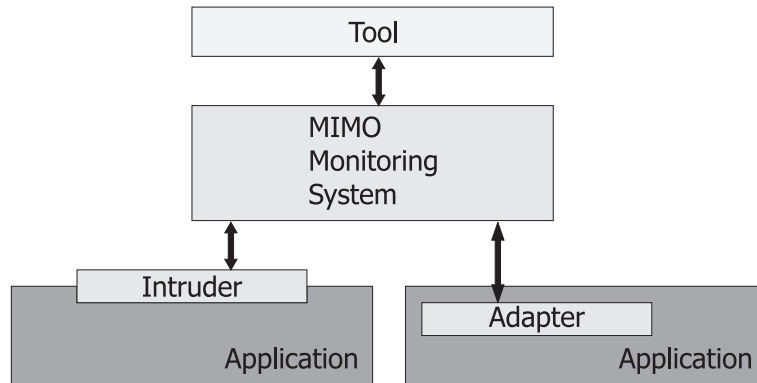 Tool
MIMO
Monitoring
System
Intruder
Application
Adapter
Application